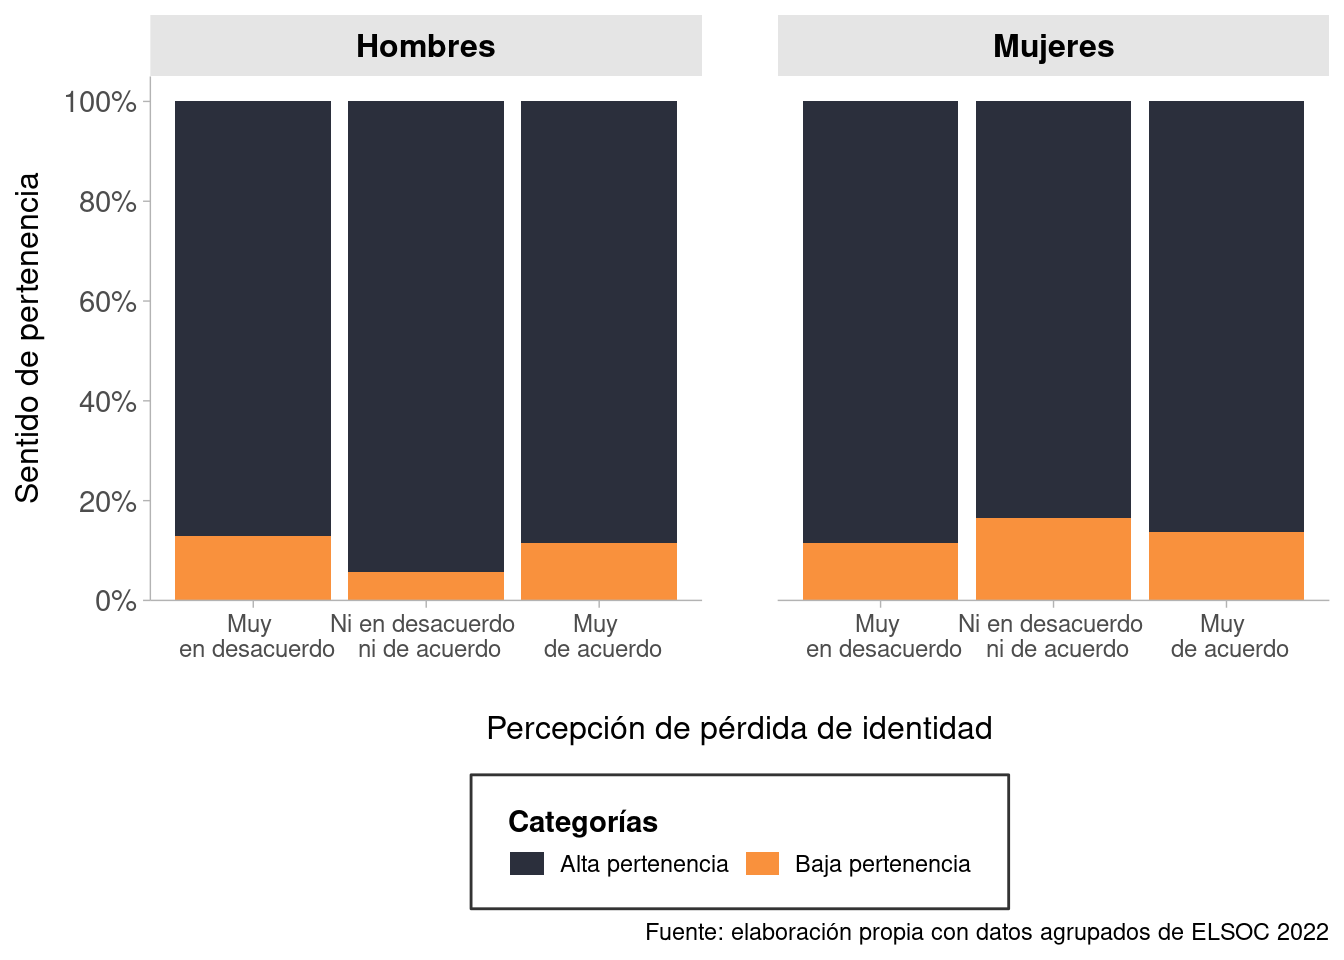 Hombres
Mujeres
Sentido de pertenencia
100%
80%
60%
40%
20%
0%
Muy
en desacuerdo
Ni en desacuerdo
ni de acuerdo
Muy
de acuerdo
Muy
en desacuerdo
Ni en desacuerdo
ni de acuerdo
Muy
de acuerdo
Percepción de pérdida de identidad
Categorías
Alta pertenencia
Baja pertenencia
Fuente: elaboración propia con datos agrupados de ELSOC 2022